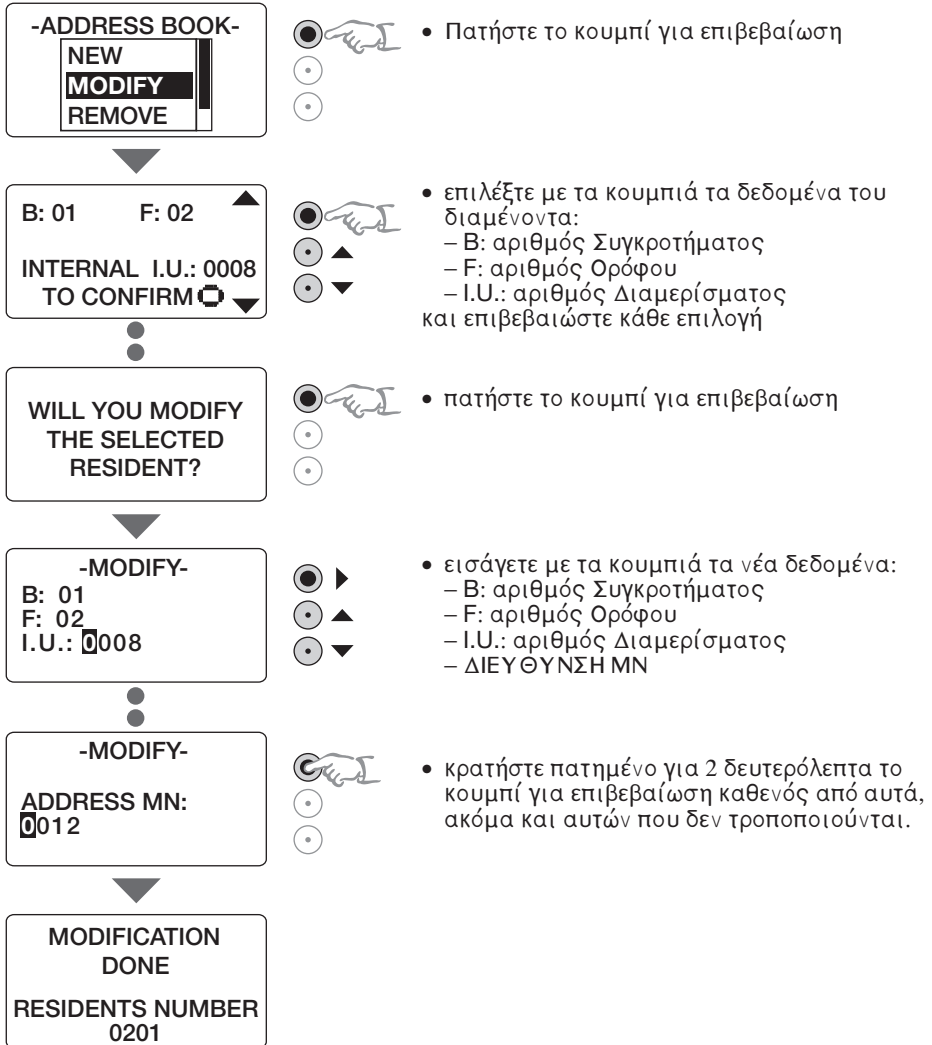 -ADDRESS BOOK-
NEW
MODIFY
REMOVE
• Πατήστε το κουμπί για επιβεβαίωση
B: 01 F: 02
INTERNAL I.U.: 0008
TO CONFIRM
• επιλέξτε με τα κουμπιά τα δεδομένα του
διαμένοντα:
– B: αριθμός Συγκροτήματος
– F: αριθμός Ορόφου
– I.U.: αριθμός Διαμερίσματος
και επιβεβαιώστε κάθε επιλογή
WILL YOU MODIFY
THE SELECTED
RESIDENT?
• πατήστε το κουμπί για επιβεβαίωση
-MODIFY-
B: 01
F: 02
I.U.: 0008
• εισάγετε με τα κουμπιά τα νέα δεδομένα:
– B: αριθμός Συγκροτήματος
– F: αριθμός Ορόφου
– I.U.: αριθμός Διαμερίσματος
– ΔΙΕΥΘΥΝΣΗ MN
-MODIFY-
ADDRESS MN:
0012
• κρατήστε πατημένο για 2 δευτερόλεπτα το
κουμπί για επιβεβαίωση καθενός από αυτά,
ακόμα και αυτών που δεν τροποποιούνται.
MODIFICATION
DONE
RESIDENTS NUMBER
0201